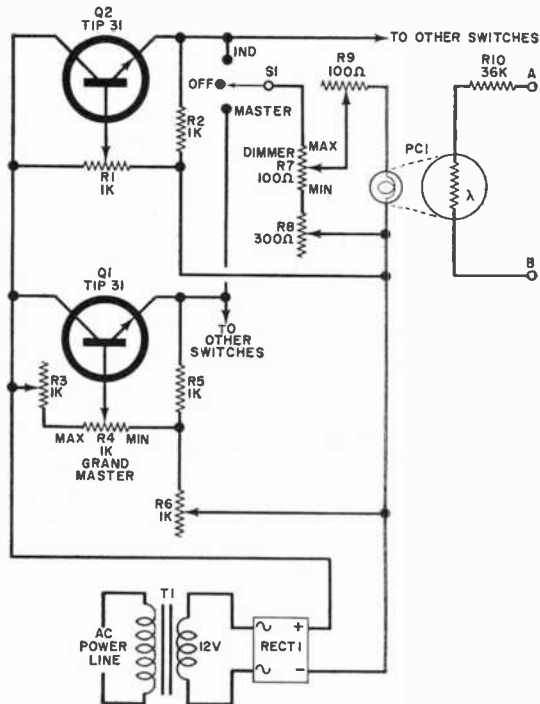 Q2
TIP 31
TO OTHER SWITCHES
IND
R9
100Ω
R10
36K
A
OFF
S1
MASTER
R2
1K
PC1
DIMMER
R7
100Ω
MAX
MIN
λ
R1
1K
R8
300Ω
B
Q1
TIP 31
TO
OTHER
SWITCHES
R3
1K
R5
1K
MAX
R4
1K
MIN
GRAND
MASTER
R6
1K
T1
AC
POWER
LINE
12V
RECT 1
+
−